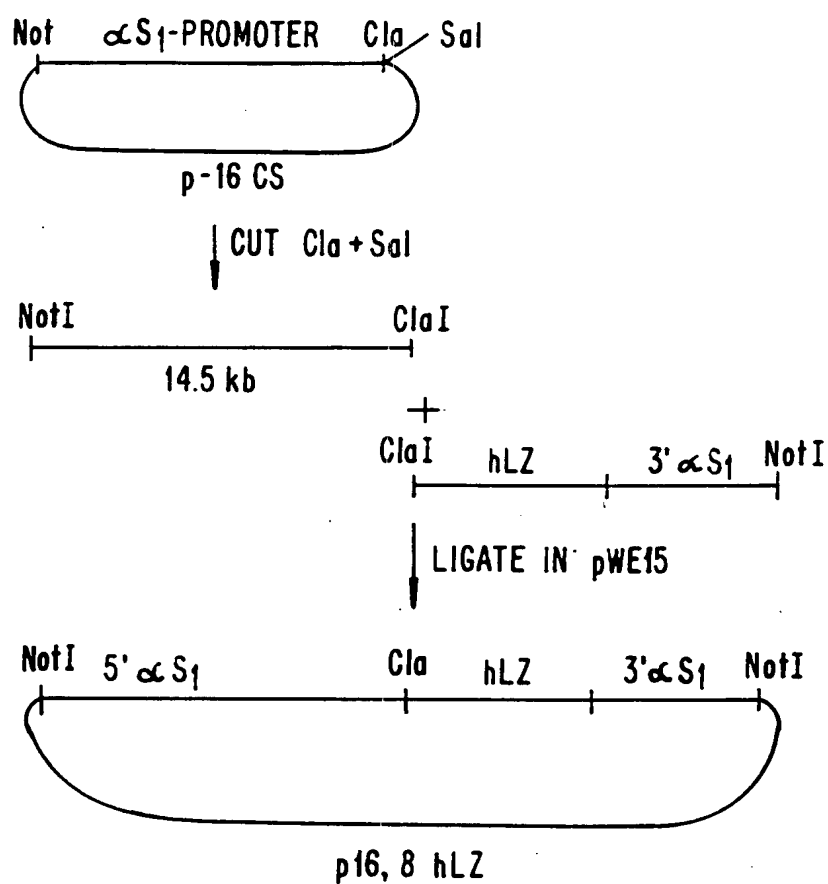 Not αS1-PROMOTER Cla Sal
p-16 CS
CUT Cla+Sal
NotI ClaI
14.5 kb
+
ClaI hLZ 3' αS1 NotI
LIGATE IN pWE15
NotI 5' αS1 Cla hLZ 3' αS1 NotI
p16, 8 hLZ